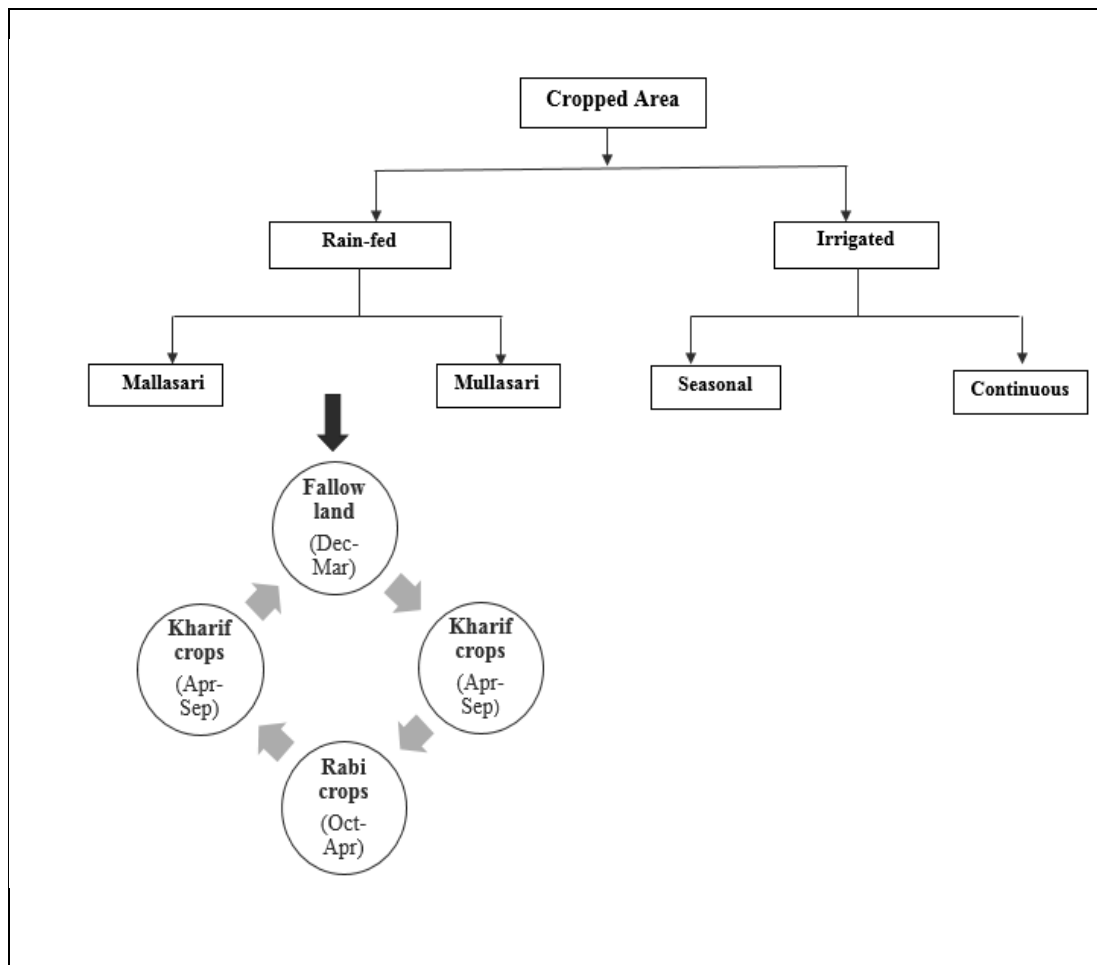 Cropped Area
Rain-fed
Irrigated
Mallasari
Mullasari
Seasonal
Continuous
Fallow
land
(Dec-
Mar)
Kharif
crops
(Apr-
Sep)
Kharif
crops
(Apr-
Sep)
Rabi
crops
(Oct-
Apr)